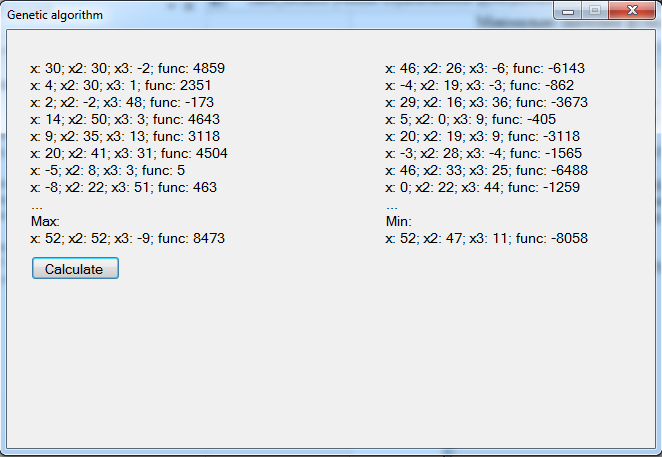 Genetic algorithm
x: 30; x2: 30; x3: -2; func: 4859
x: 4; x2: 30; x3: 1; func: 2351
x: 2; x2: -2; x3: 48; func: -173
x: 14; x2: 50; x3: 3; func: 4643
x: 9; x2: 35; x3: 13; func: 3118
x: 20; x2: 41; x3: 31; func: 4504
x: -5; x2: 8; x3: 3; func: 5
x: -8; x2: 22; x3: 51; func: 463
...
Max:
x: 52; x2: 52; x3: -9; func: 8473
Calculate
x: 46; x2: 26; x3: -6; func: -6143
x: -4; x2: 19; x3: -3; func: -862
x: 29; x2: 16; x3: 36; func: -3673
x: 5; x2: 0; x3: 9; func: -405
x: 20; x2: 19; x3: 9; func: -3118
x: -3; x2: 28; x3: -4; func: -1565
x: 46; x2: 33; x3: 25; func: -6488
x: 0; x2: 22; x3: 44; func: -1259
...
Min:
x: 52; x2: 47; x3: 11; func: -8058